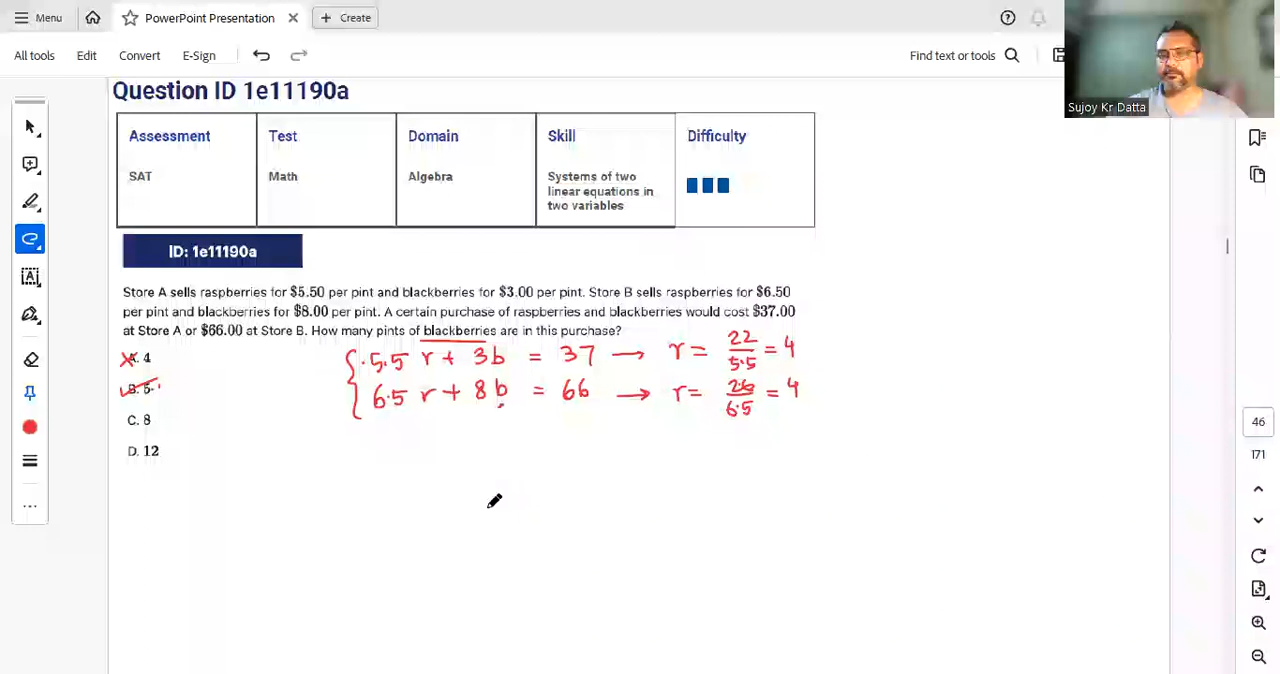 Menu
PowerPoint Presentation
Create
All tools Edit Convert E-Sign
Find text or tools
Sujoy Kr Datta
Question ID 1e11190a
Assessment Test Domain Skill Difficulty
SAT Math Algebra Systems of two
linear equations in
two variables
ID: 1e11190a
Store A sells raspberries for $5.50 per pint and blackberries for $3.00 per pint. Store B sells raspberries for $6.50
per pint and blackberries for $8.00 per pint. A certain purchase of raspberries and blackberries would cost $37.00
at Store A or $66.00 at Store B. How many pints of blackberries are in this purchase?
A. 4
B. 5
C. 8
D. 12
5.5 r + 3b = 37 → r = 22/5.5 = 4
6.5 r + 8b = 66 → r = 26/6.5 = 4
46
171